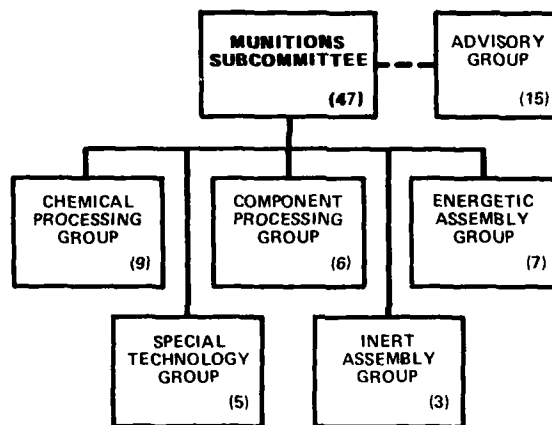 MUNITIONS
SUBCOMMITTEE
(47)
ADVISORY
GROUP
(15)
CHEMICAL
PROCESSING
GROUP
(9)
COMPONENT
PROCESSING
GROUP
(6)
ENERGETIC
ASSEMBLY
GROUP
(7)
SPECIAL
TECHNOLOGY
GROUP
(5)
INERT
ASSEMBLY
GROUP
(3)